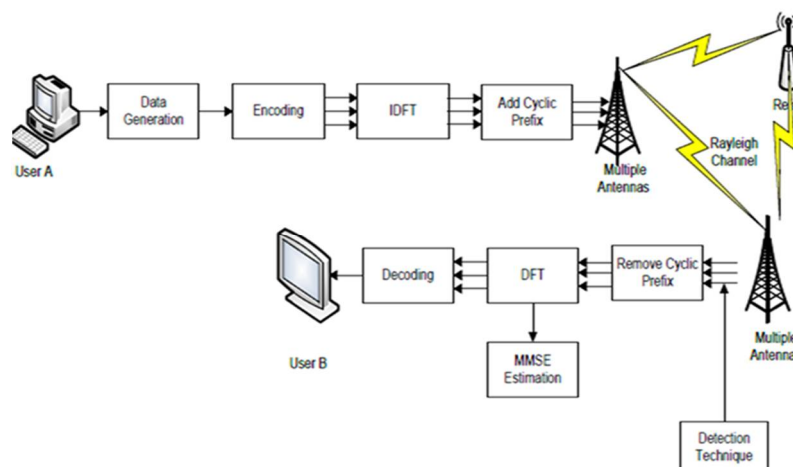 Data
Generation
Encoding
IDFT
Add Cyclic
Prefix
User A
Multiple
Antennas
Rayleigh
Channel
Decoding
DFT
Remove Cyclic
Prefix
User B
MMSE
Estimation
Multiple
Detection
Technique